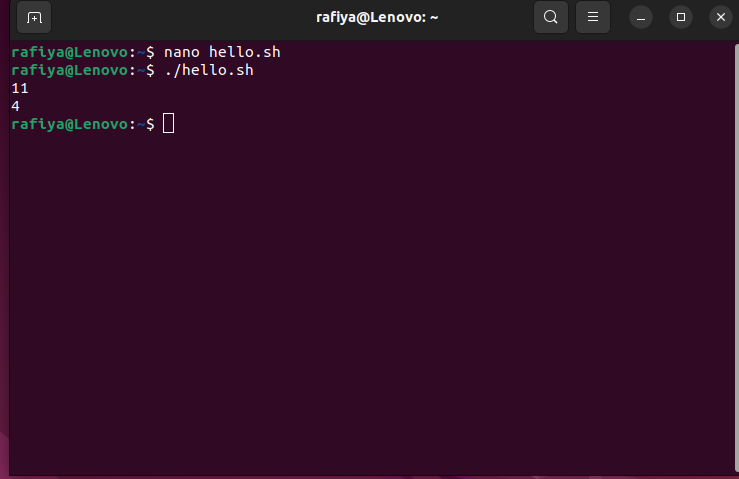 rafiya@Lenovo: ~
rafiya@Lenovo:~$ nano hello.sh
rafiya@Lenovo:~$ ./hello.sh
11
4
rafiya@Lenovo:~$